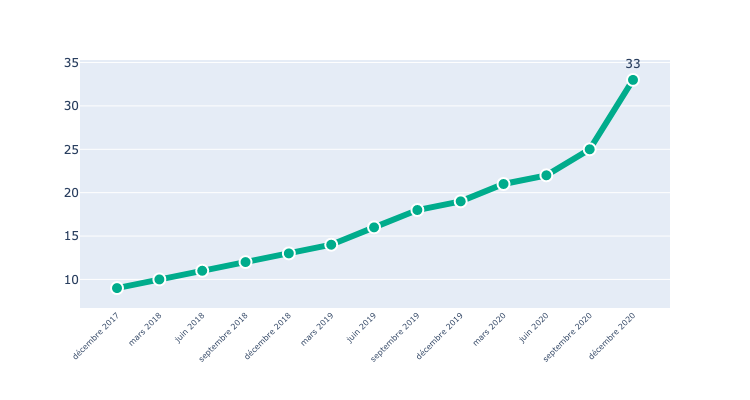 35
33
30
25
20
15
10
décembre 2017
mars 2018
juin 2018
septembre 2018
décembre 2018
mars 2019
juin 2019
septembre 2019
décembre 2019
mars 2020
juin 2020
septembre 2020
décembre 2020